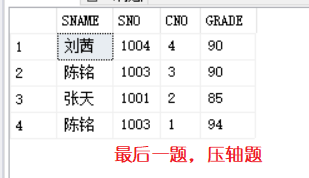 SNAME SNO CNO GRADE
1 刘茜 1004 4 90
2 陈铭 1003 3 90
3 张天 1001 2 85
4 陈铭 1003 1 94
最后一题，压轴题